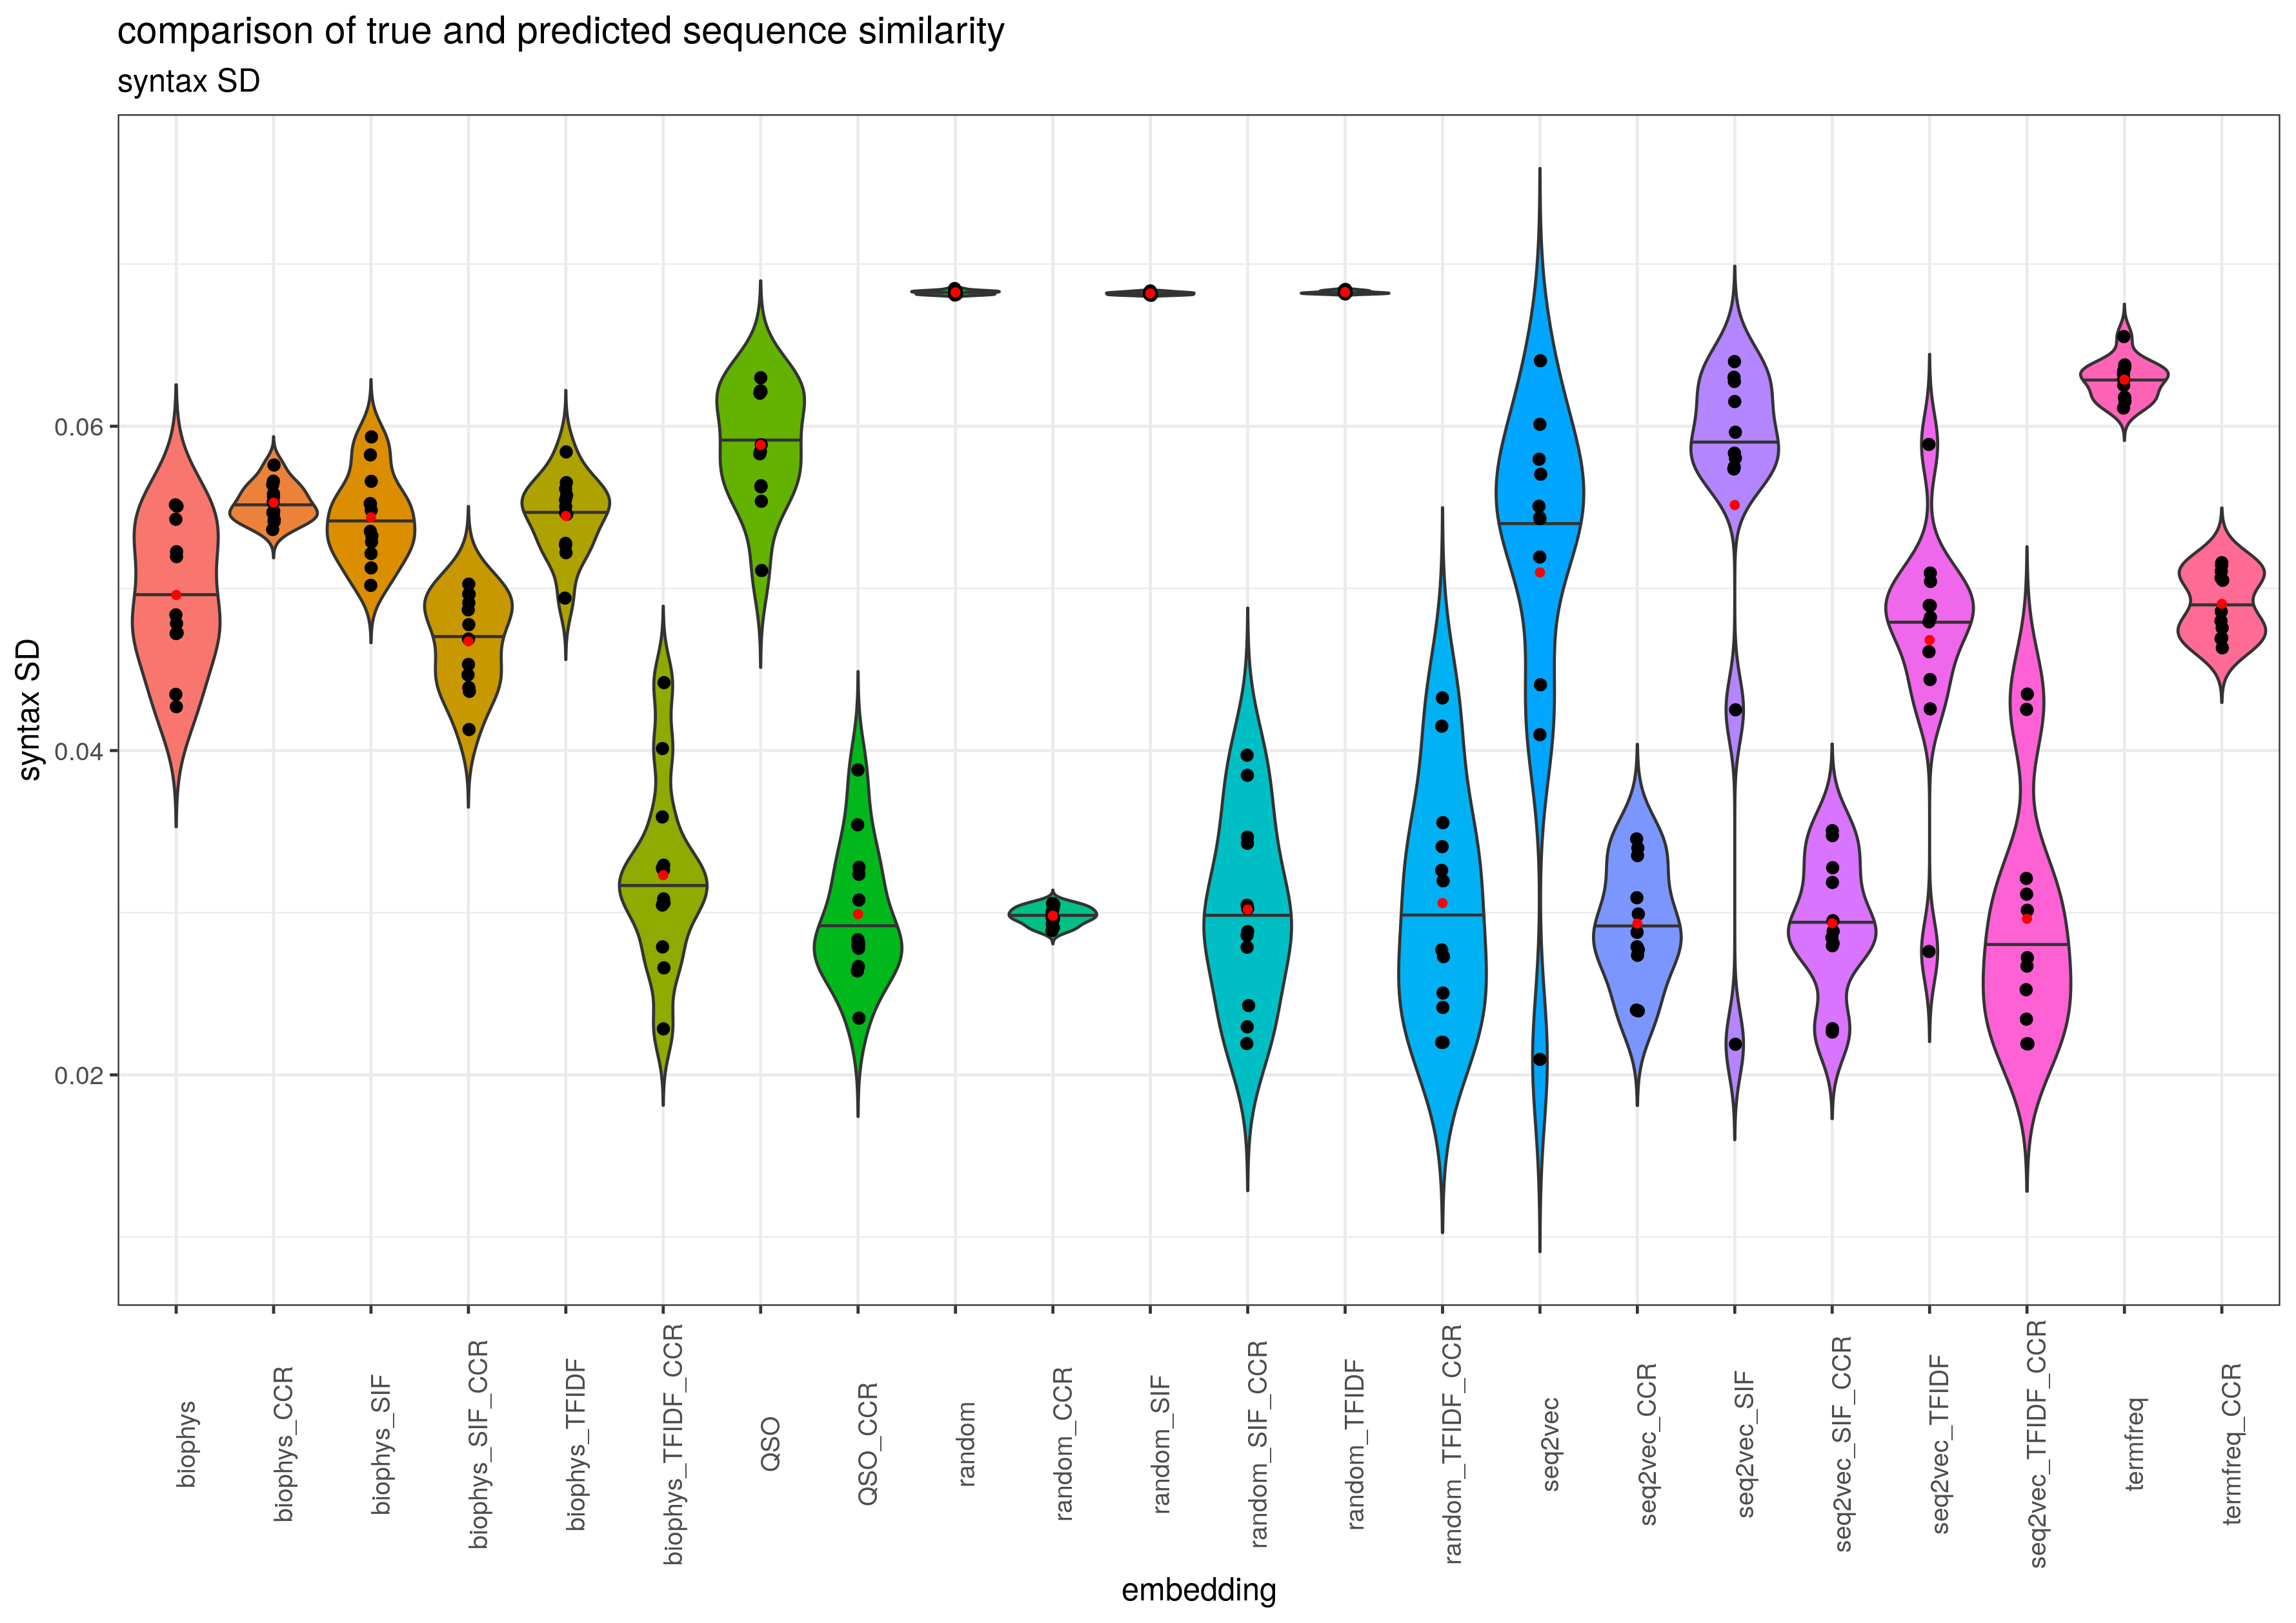 comparison of true and predicted sequence similarity
syntax SD
syntax SD
0.06
0.04
0.02
biophys
biophys_CCR
biophys_SIF
biophys_SIF_CCR
biophys_TFIDF
biophys_TFIDF_CCR
QSO
QSO_CCR
random
random_CCR
random_SIF
random_SIF_CCR
random_TFIDF
random_TFIDF_CCR
seq2vec
seq2vec_CCR
seq2vec_SIF
seq2vec_SIF_CCR
seq2vec_TFIDF
seq2vec_TFIDF_CCR
termfreq
termfreq_CCR
embedding